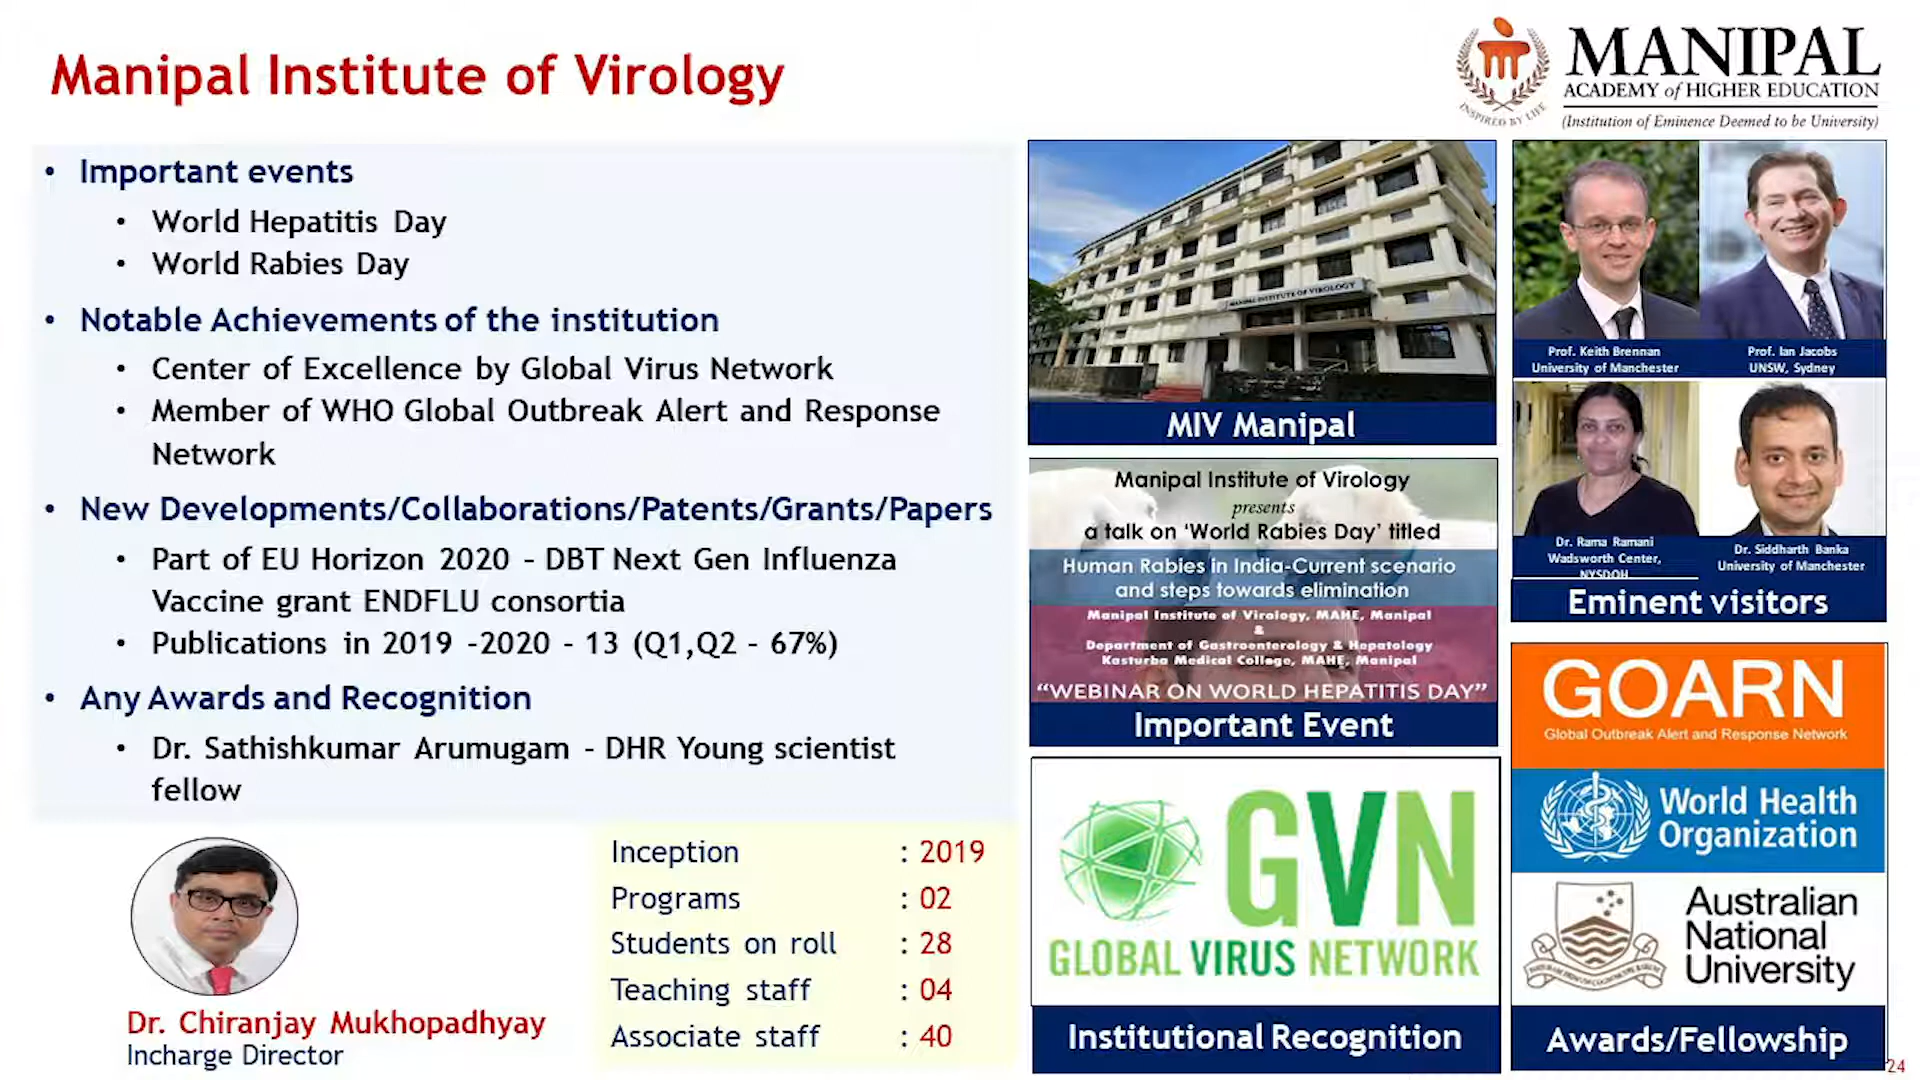 Manipal Institute of Virology
MANIPAL
ACADEMY of HIGHER EDUCATION
(Institution of Eminence Deemed to be University)
INSPIRED BY LIFE
• Important events
• World Hepatitis Day
• World Rabies Day
• Notable Achievements of the institution
• Center of Excellence by Global Virus Network
• Member of WHO Global Outbreak Alert and Response
Network
• New Developments/Collaborations/Patents/Grants/Papers
• Part of EU Horizon 2020 – DBT Next Gen Influenza
Vaccine grant ENDFLU consortia
• Publications in 2019 -2020 - 13 (Q1,Q2 – 67%)
• Any Awards and Recognition
• Dr. Sathishkumar Arumugam – DHR Young scientist
fellow
Dr. Chiranjay Mukhopadhyay
Incharge Director
Inception : 2019
Programs : 02
Students on roll : 28
Teaching staff : 04
Associate staff : 40
MANIPAL INSTITUTE OF VIROLOGY
MIV Manipal
Manipal Institute of Virology
presents
a talk on ‘World Rabies Day’ titled
Human Rabies in India-Current scenario
and steps towards elimination
Manipal Institute of Virology, MAHE, Manipal
&
Department of Gastroenterology & Hepatology
Kasturba Medical College, MAHE, Manipal
“WEBINAR ON WORLD HEPATITIS DAY”
Important Event
GVN
GLOBAL VIRUS NETWORK
Institutional Recognition
Prof. Keith Brennan
University of Manchester
Prof. Ian Jacobs
UNSW, Sydney
Dr. Rama Ramani
Wadsworth Center,
NYSDOH
Dr. Siddharth Banka
University of Manchester
Eminent visitors
GOARN
Global Outbreak Alert and Response Network
World Health
Organization
Australian
National
University
Awards/Fellowship
24